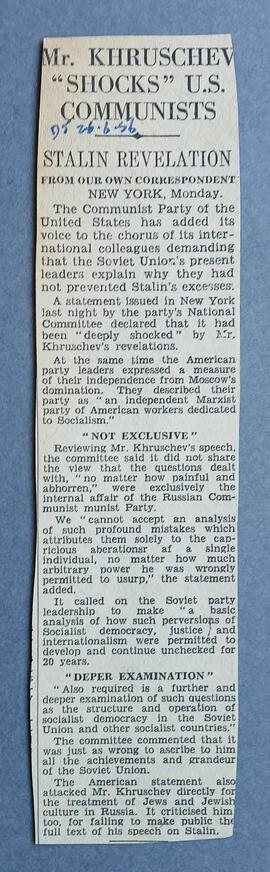 Mr. KHRUSCHEV
"SHOCKS" U.S.
COMMUNISTS
26.6.56
STALIN REVELATION
FROM OUR OWN CORRESPONDENT
NEW YORK, Monday.
The Communist Party of the
United States has added its
voice to the chorus of its inter-
national colleagues demanding
that the Soviet Union's present
leaders explain why they had
not prevented Stalin's excesses.
A statement issued in New York
last night by the party's National
Committee declared that it had
been "deeply shocked" by Mr.
Khruschev's revelations.
At the same time the American
party leaders expressed a measure
of their independence from Moscow's
domination. They described their
party as "an independent Marxist
party of American workers dedicated
to Socialism."
"NOT EXCLUSIVE"
Reviewing Mr. Khruschev's speech,
the committee said it did not share
the view that the questions dealt
with, "no matter how painful and
abhorren," were exclusively the
internal affair of the Russian Com-
munist munist Party.
We "cannot accept an analysis
of such profound mistakes which
attributes them solely to the cap-
ricious aberationsr af a single
individual, no matter how much
arbitrary power he was wrongly
permitted to usurp," the statement
added.
It called on the Soviet party
leadership to make "a basic
analysis of how such perversions of
Socialist democracy, justice and
internationalism were permitted to
develop and continue unchecked for
20 years.
"DEPER EXAMINATION"
"Also required is a further and
deeper examination of such questions
as the structure and operation of
socialist democracy in the Soviet
Union and other socialist countries."
The committee commented that it
was just as wrong to ascribe to him
all the achievements and grandeur
of the Soviet Union.
The American statement also
attacked Mr. Khruschev directly for
the treatment of Jews and Jewish
culture in Russia. It criticised him
too, for failing to make public the
full text of his speech on Stalin.